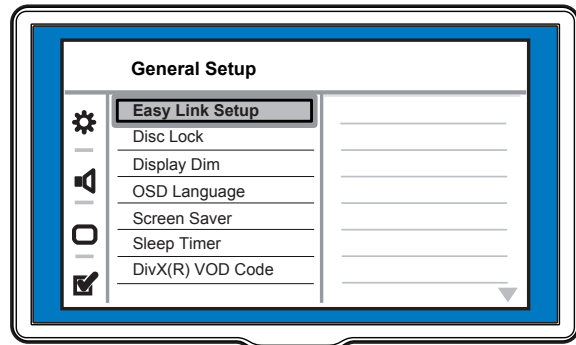 General Setup
Easy Link Setup
Disc Lock
Display Dim
OSD Language
Screen Saver
Sleep Timer
DivX(R) VOD Code